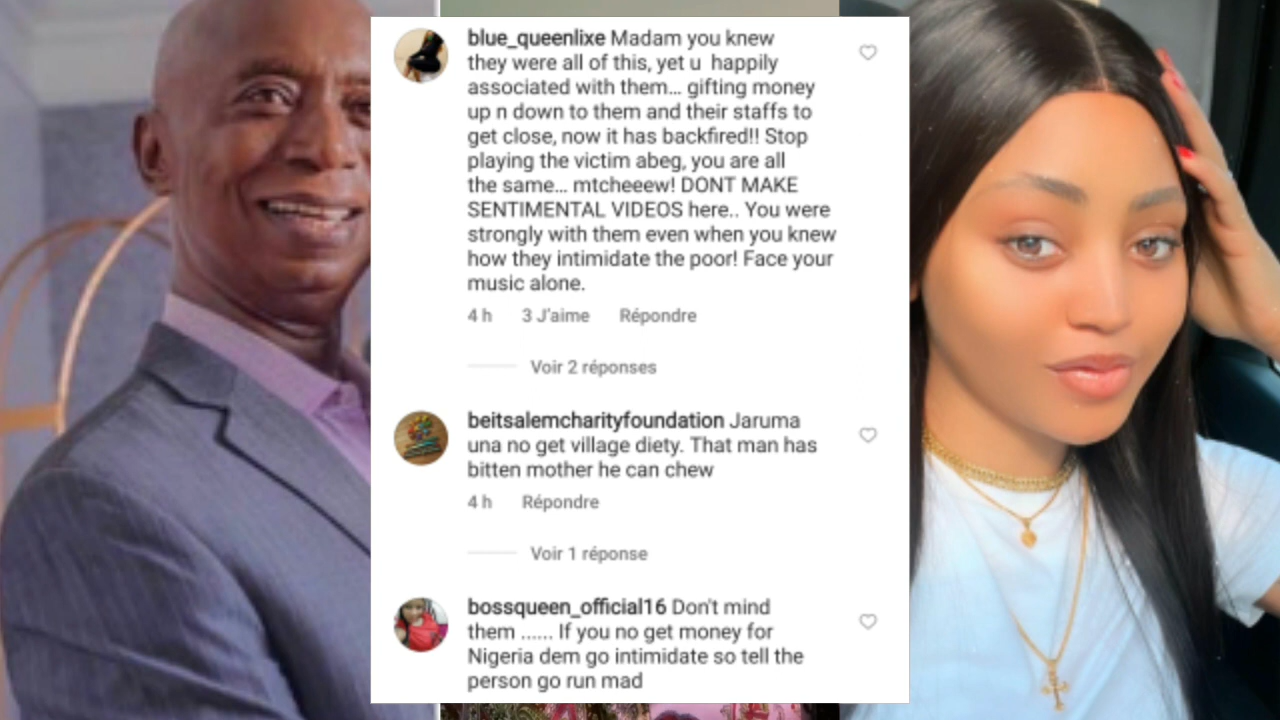 blue_queenlixe Madam you knew
they were all of this, yet u happily
associated with them... gifting money
up n down to them and their staffs to
get close, now it has backfired!! Stop
playing the victim abeg, you are all
the same... mtcheeew! DONT MAKE
SENTIMENTAL VIDEOS here.. You were
strongly with them even when you knew
how they intimidate the poor! Face your
music alone.
4 h 3 J'aime Répondre
Voir 2 réponses
beitsalemcharityfoundation Jaruma
una no get village diety. That man has
bitten mother he can chew
4 h Répondre
Voir 1 réponse
bossqueen_official16 Don't mind
them ...... If you no get money for
Nigeria dem go intimidate so tell the
person go run mad